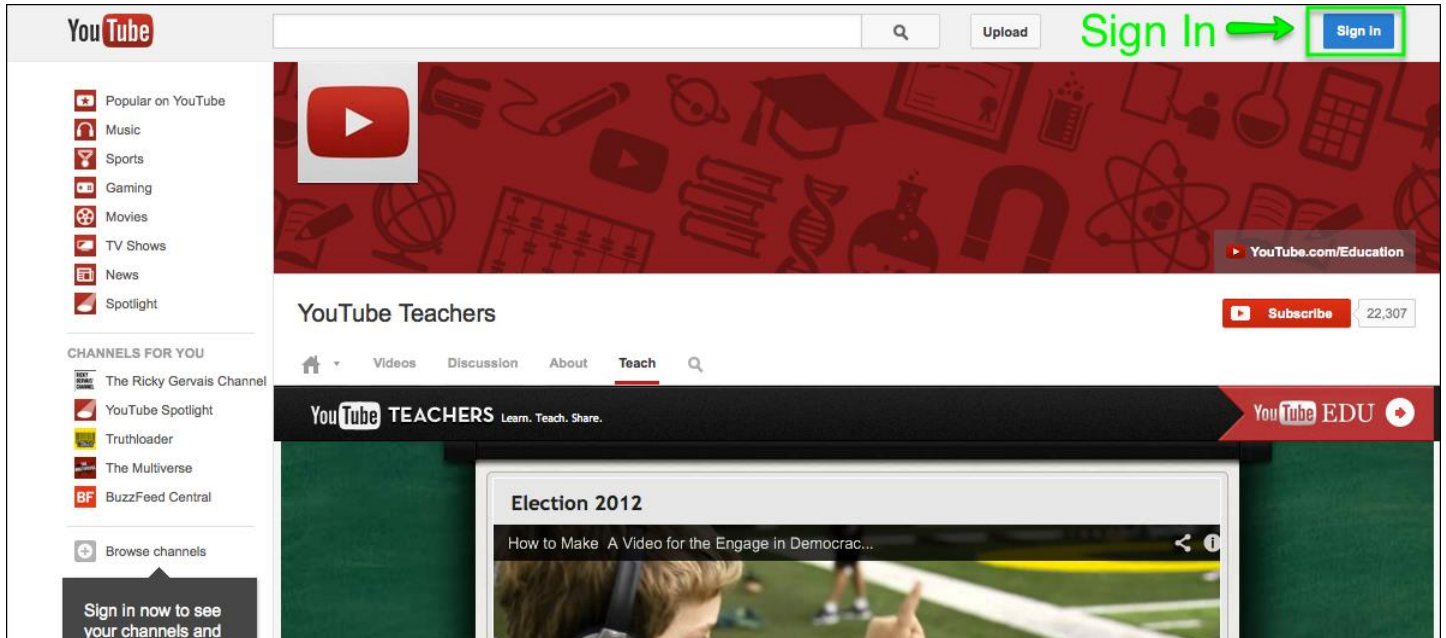 YouTube
Upload
Sign In
Sign In
Popular on YouTube
Music
Sports
Gaming
Movies
TV Shows
News
Spotlight
CHANNELS FOR YOU
The Ricky Gervais Channel
YouTube Spotlight
Truthloader
The Multiverse
BF BuzzFeed Central
Browse channels
Sign in now to see
your channels and
YouTube.com/Education
YouTube Teachers
Subscribe 22,307
Videos Discussion About Teach
YouTube TEACHERS Learn. Teach. Share.
YouTube EDU
Election 2012
How to Make A Video for the Engage in Democrac...